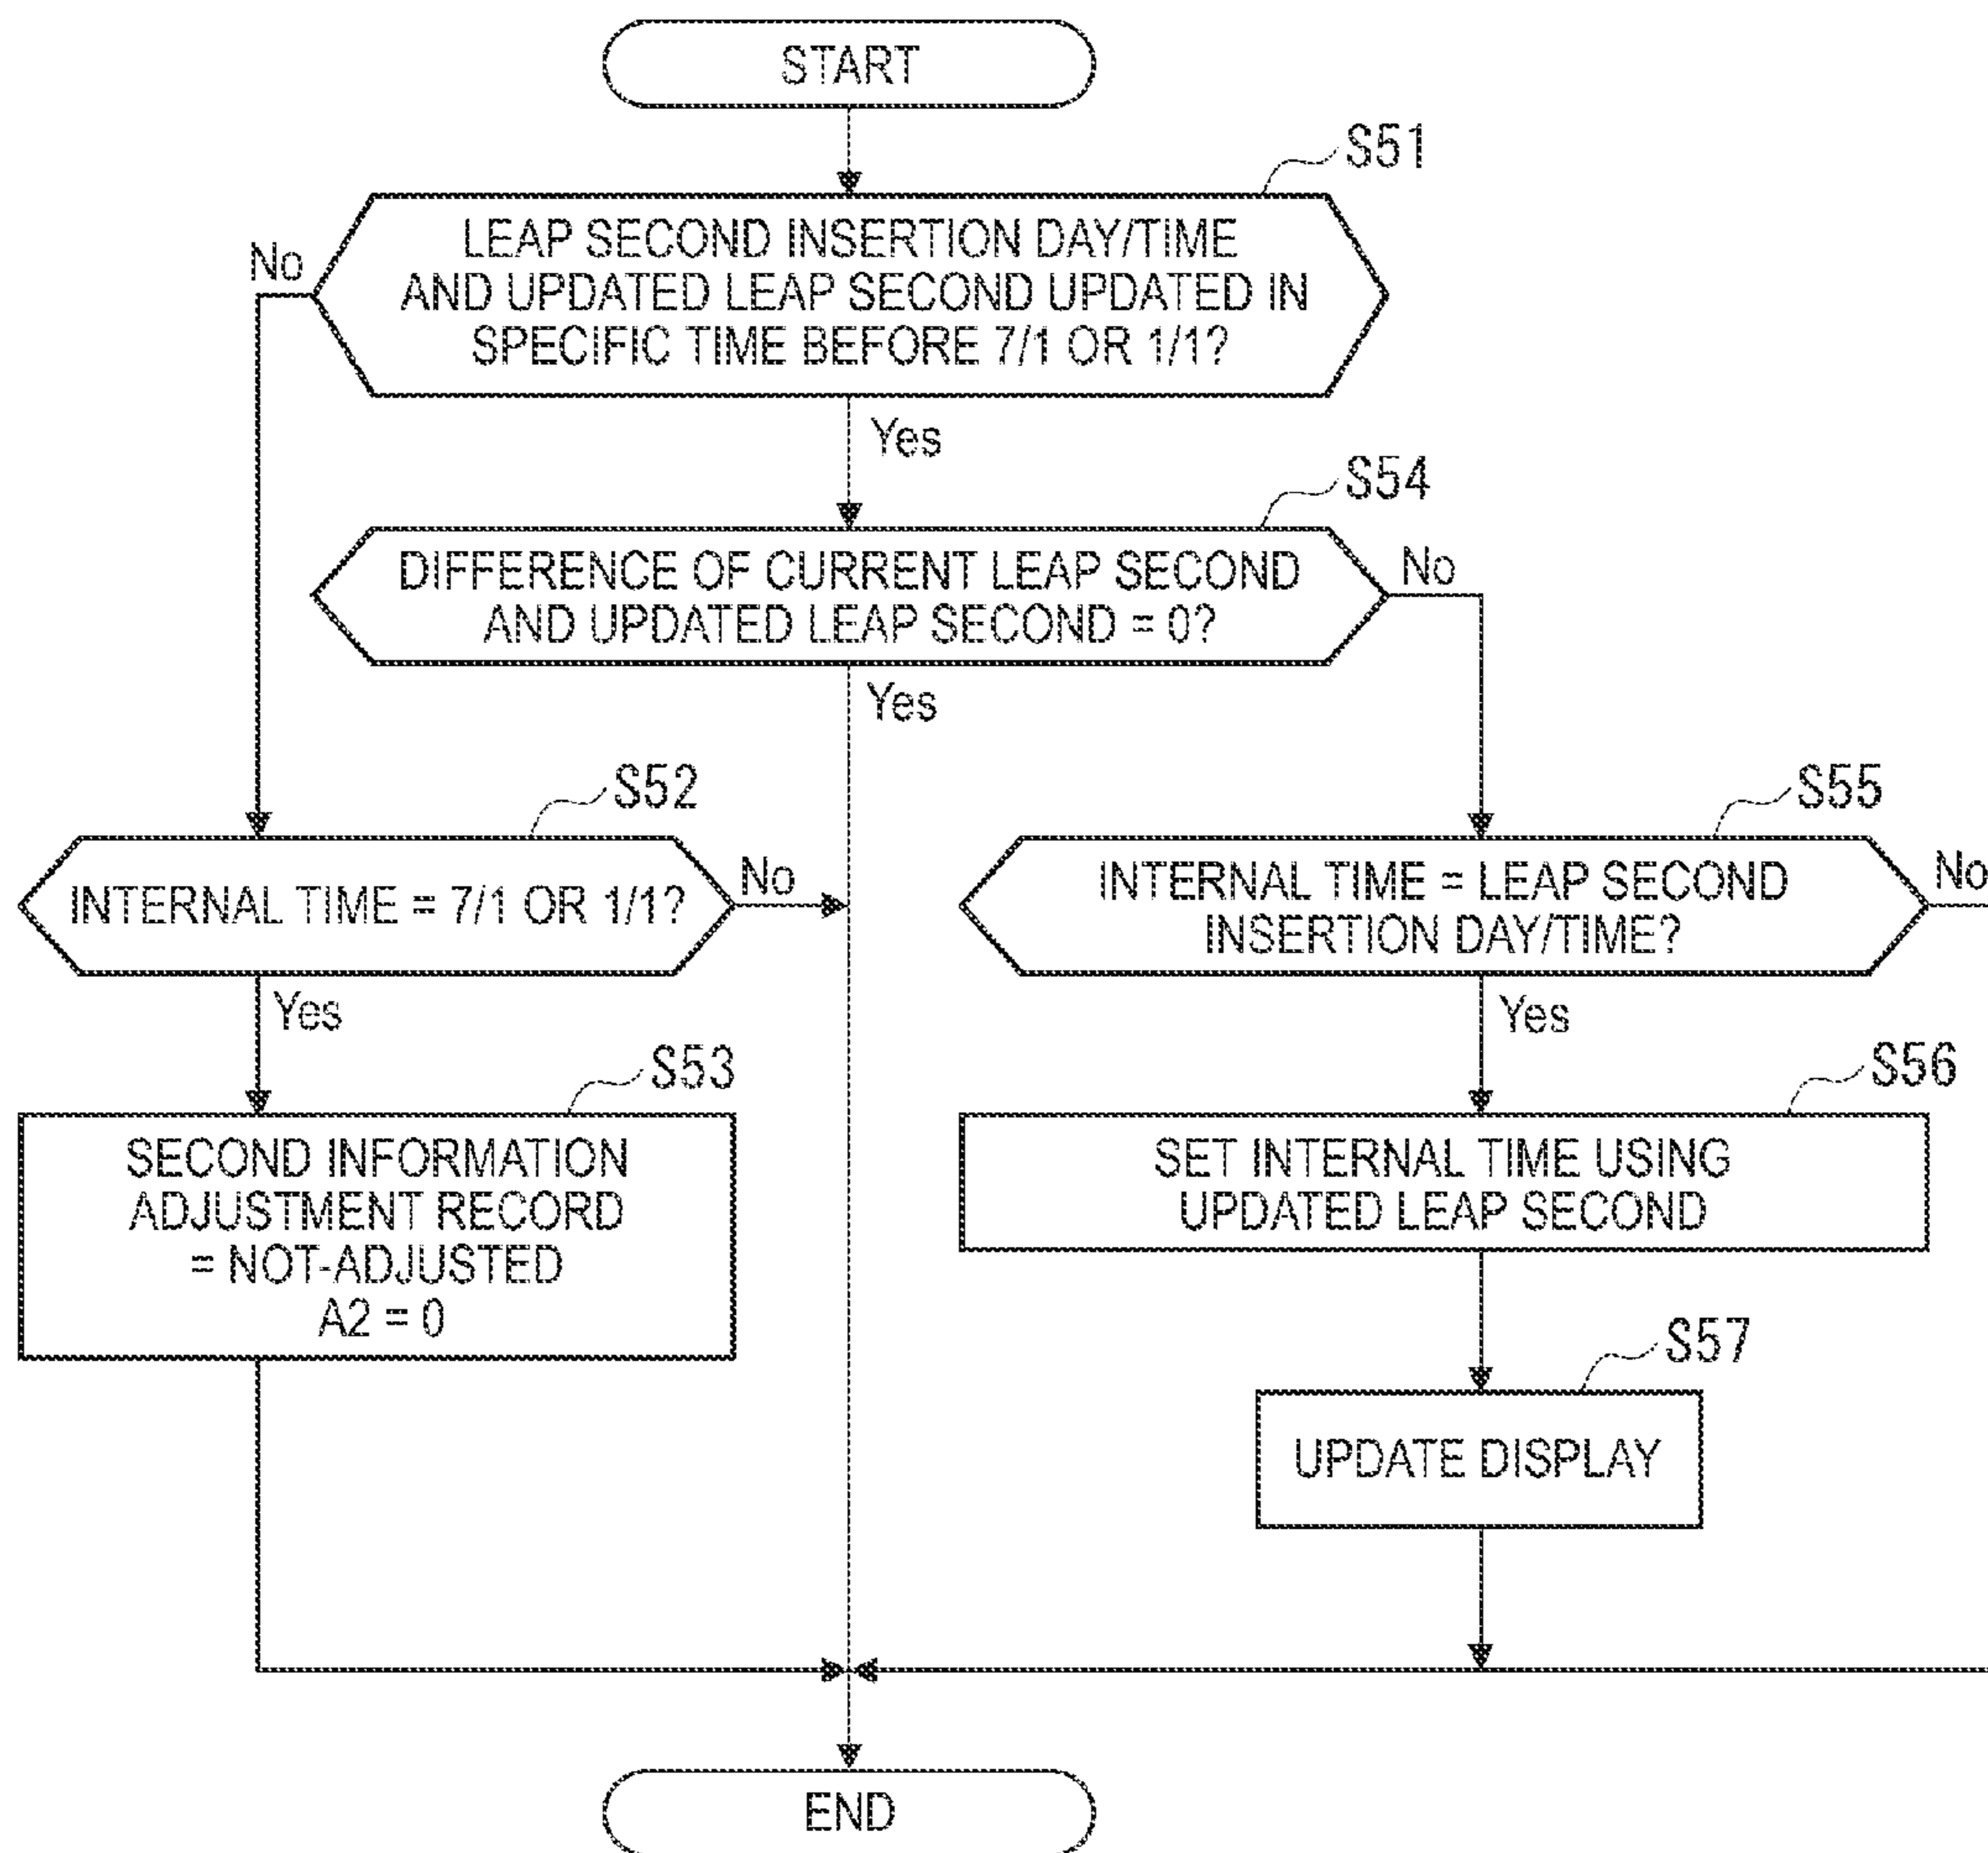 START
S51
LEAP SECOND INSERTION DAY/TIME
AND UPDATED LEAP SECOND UPDATED IN
SPECIFIC TIME BEFORE 7/1 OR 1/1?
No
Yes
S54
DIFFERENCE OF CURRENT LEAP SECOND
AND UPDATED LEAP SECOND = 0?
No
Yes
S52
INTERNAL TIME = 7/1 OR 1/1?
No
Yes
S55
INTERNAL TIME = LEAP SECOND
INSERTION DAY/TIME?
No
Yes
S53
SECOND INFORMATION
ADJUSTMENT RECORD
= NOT-ADJUSTED
A2 = 0
S56
SET INTERNAL TIME USING
UPDATED LEAP SECOND
S57
UPDATE DISPLAY
END